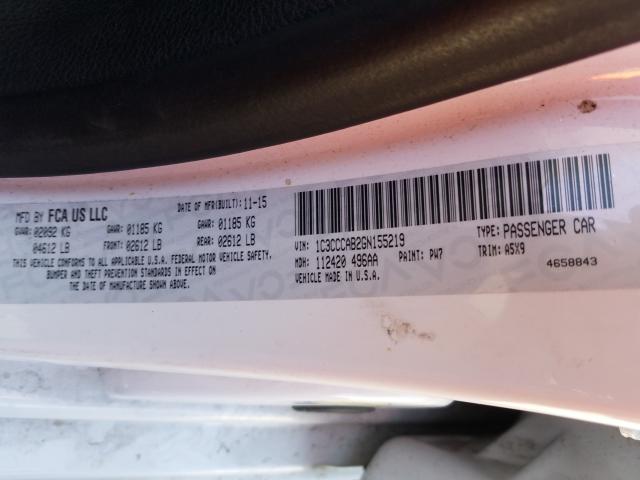 MFD BY FCA US LLC
DATE OF MFR(BUILT): 11-15
GVWR: 02092 KG
GAWR: 01185 KG
GAWR: 01185 KG
04612 LB
FRONT: 02612 LB
REAR: 02612 LB
THIS VEHICLE CONFORMS TO ALL APPLICABLE U.S.A. FEDERAL MOTOR VEHICLE SAFETY,
BUMPER AND THEFT PREVENTION STANDARDS IN EFFECT ON
THE DATE OF MANUFACTURE SHOWN ABOVE.
VIN: 1C3CCCAB2GN155219
TYPE: PASSENGER CAR
MDH: 112420 496AA
PAINT: PW7
TRIM: A5X9
VEHICLE MADE IN U.S.A.
4658843